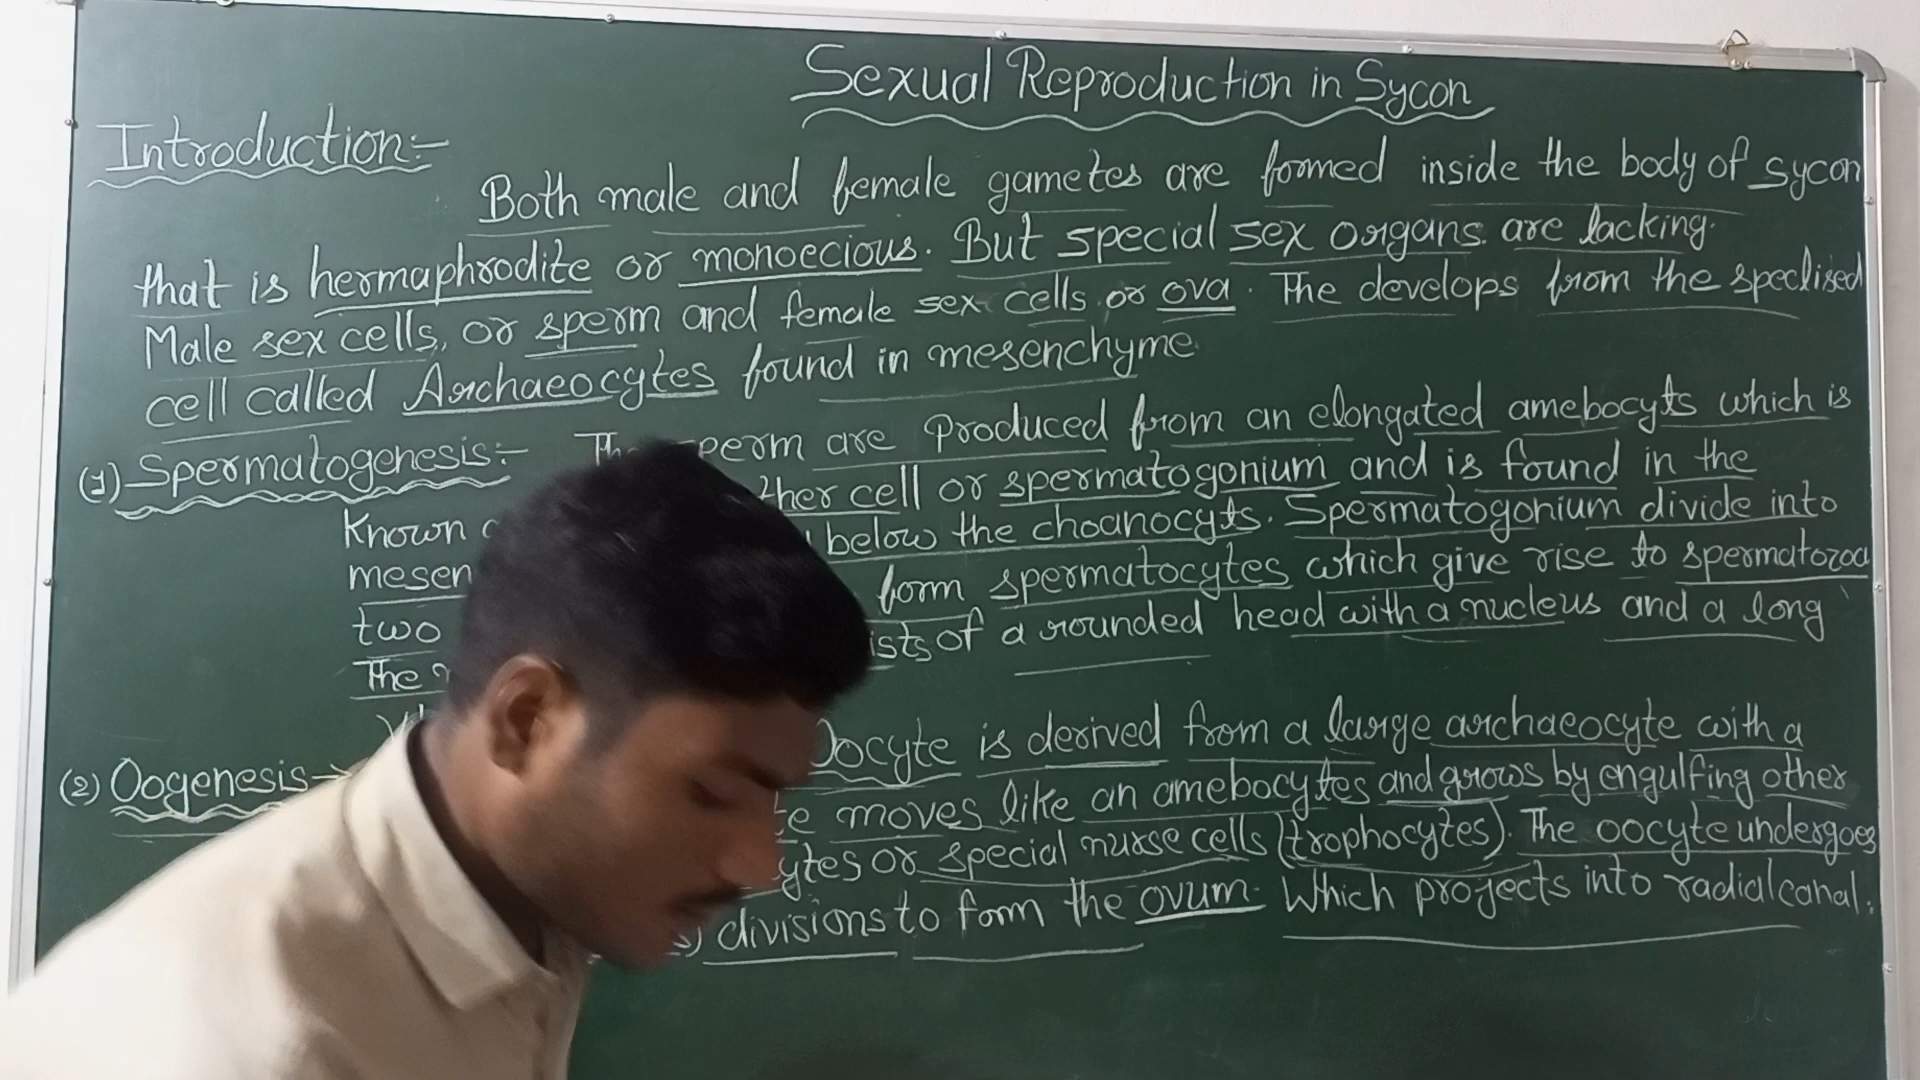 Sexual Reproduction in Sycon
Introduction:-
Both male and female gametes are formed inside the body of sycon
that is hermaphrodite or monoecious. But special sex organs are lacking.
Male sex cells, or sperm and female sex cells or ova. The develops from the speclised
cell called Archaeocytes found in mesenchyme
(1) Spermatogenesis:- The sperm are produced from an elongated amebocyts which is
Known ther cell or spermatogonium and is found in the
mesen below the choanocyts. Spermatogonium divide into
two form spermatocytes which give rise to spermatozoa
The ists of a rounded head with a nucleus and a long
(2) Oogenesis→ Oocyte is derived from a large archaeocyte with a
te moves like an amebocytes and grows by engulfing other
ytes or special nurse cells (trophocytes). The oocyte undergoes
s) divisions to form the ovum. Which projects into radial canal.